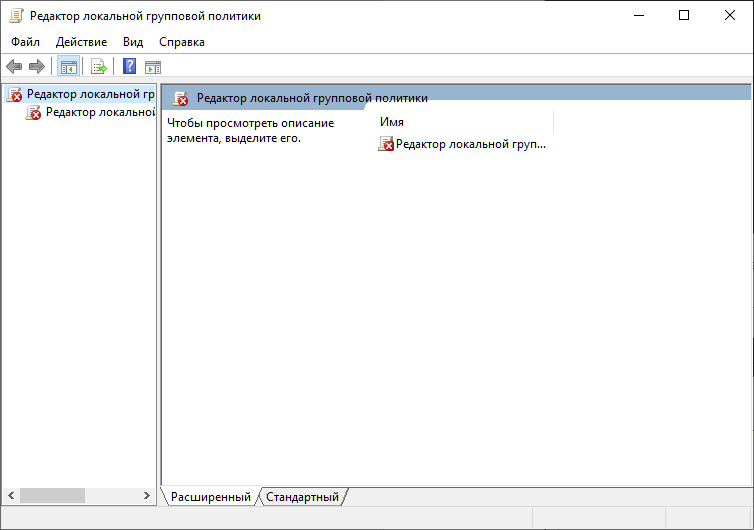 Редактор локальной групповой политики
Файл Действие Вид Справка
Редактор локальной гр
Редактор локальной
Редактор локальной групповой политики
Чтобы просмотреть описание
элемента, выделите его.
Имя
Редактор локальной груп...
Расширенный Стандартный